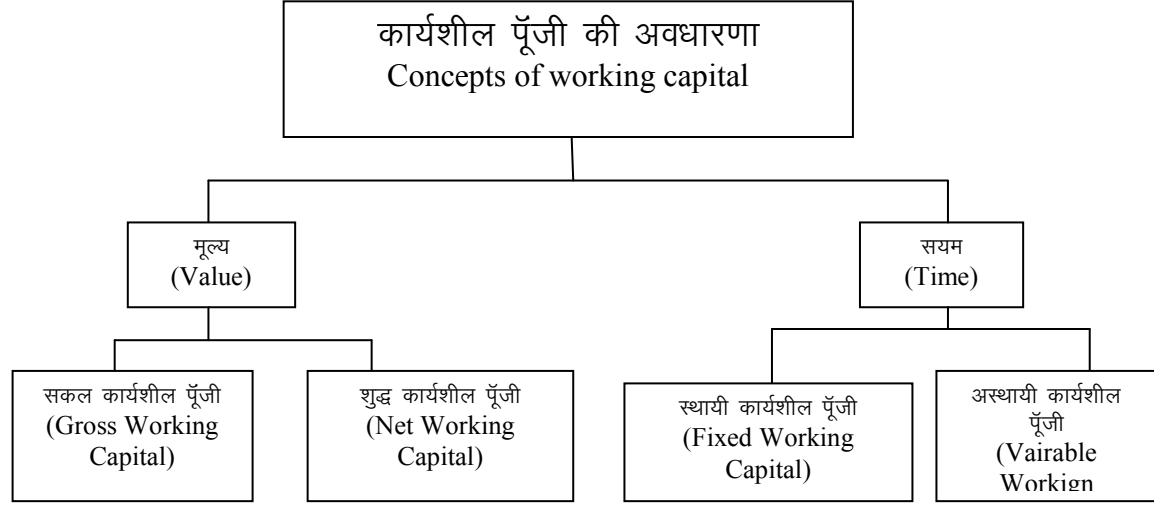 कार्यशील पूॅंजी की अवधारणा
Concepts of working capital
मूल्य
(Value)
सयम
(Time)
सकल कार्यशील पूॅंजी
(Gross Working
Capital)
शुद्ध कार्यशील पूॅंजी
(Net Working
Capital)
स्थायी कार्यशील पूॅंजी
(Fixed Working
Capital)
अस्थायी कार्यशील
पूॅंजी
(Vairable
Workign